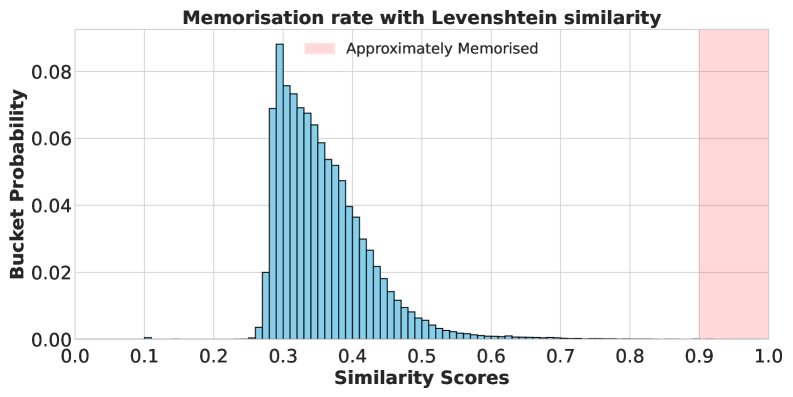 Memorisation rate with Levenshtein similarity
Approximately Memorised
Bucket Probability
0.08
0.06
0.04
0.02
0.00
0.0 0.1 0.2 0.3 0.4 0.5 0.6 0.7 0.8 0.9 1.0
Similarity Scores